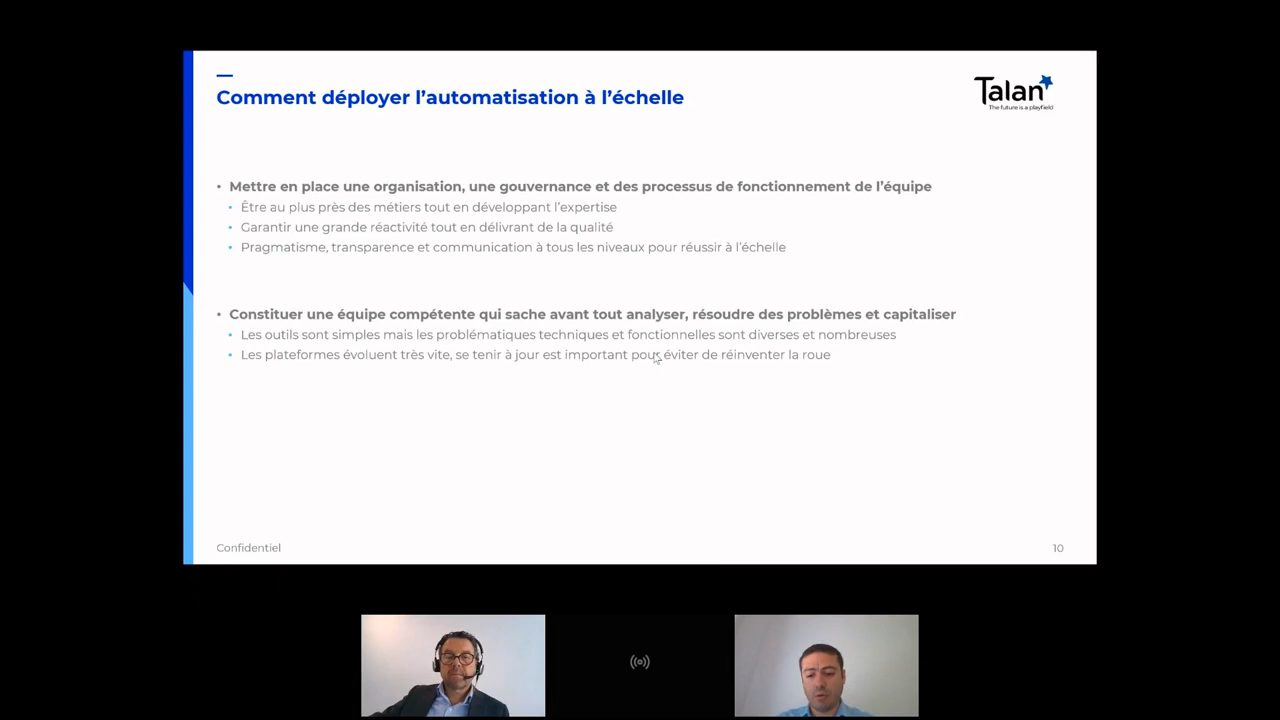 Comment déployer l'automatisation à l'échelle
Talan
The future is a playfield
• Mettre en place une organisation, une gouvernance et des processus de fonctionnement de l'équipe
• Être au plus près des métiers tout en développant l'expertise
• Garantir une grande réactivité tout en délivrant de la qualité
• Pragmatisme, transparence et communication à tous les niveaux pour réussir à l'échelle
• Constituer une équipe compétente qui sache avant tout analyser, résoudre des problèmes et capitaliser
• Les outils sont simples mais les problématiques techniques et fonctionnelles sont diverses et nombreuses
• Les plateformes évoluent très vite, se tenir à jour est important pour éviter de réinventer la roue
Confidentiel
10